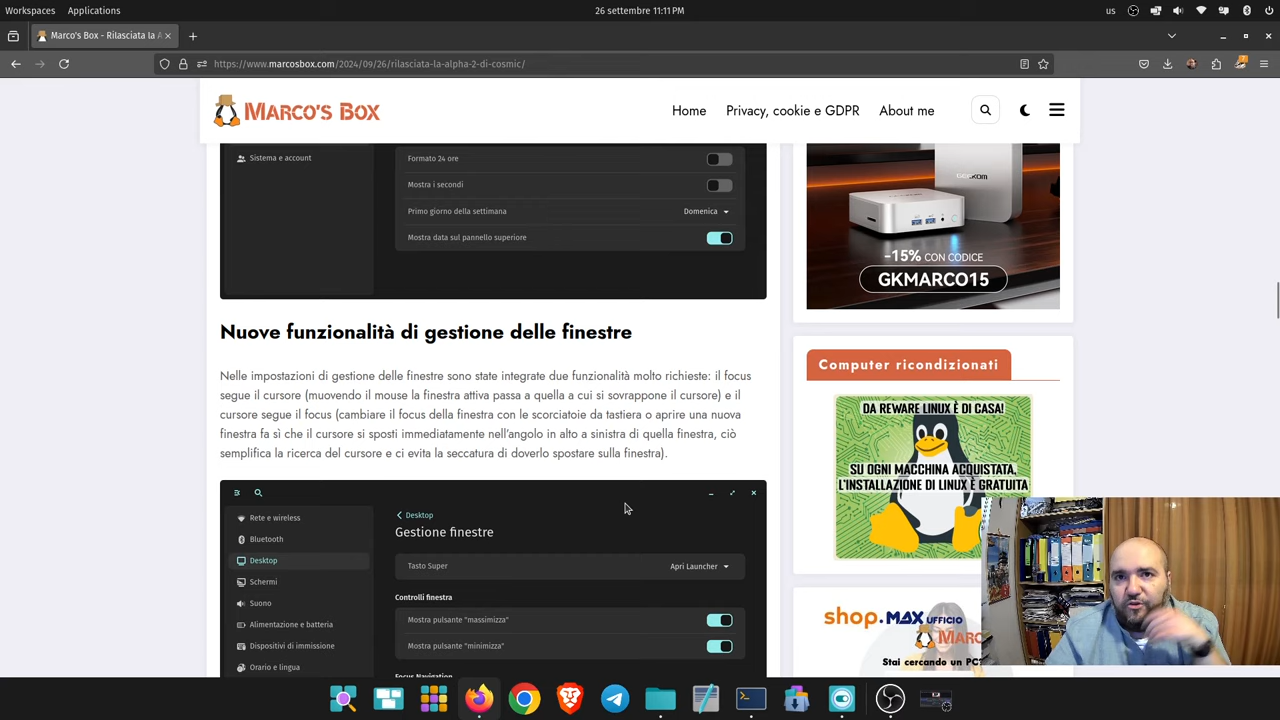 Workspaces Applications 26 settembre 11:11 PM us
Marco's Box - Rilasciata la A
https://www.marcosbox.com/2024/09/26/rilasciata-la-alpha-2-di-cosmic/
MARCO'S BOX Home Privacy, cookie e GDPR About me
Sistema e account
Formato 24 ore
Mostra i secondi
Primo giorno della settimana Domenica
Mostra data sul pannello superiore
GEEKOM
-15% CON CODICE
GKMARCO15
Nuove funzionalità di gestione delle finestre
Nelle impostazioni di gestione delle finestre sono state integrate due funzionalità molto richieste: il focus
segue il cursore (muovendo il mouse la finestra attiva passa a quella a cui si sovrappone il cursore) e il
cursore segue il focus (cambiare il focus della finestra con le scorciatoie da tastiera o aprire una nuova
finestra fa sì che il cursore si sposti immediatamente nell'angolo in alto a sinistra di quella finestra, ciò
semplifica la ricerca del cursore e ci evita la seccatura di doverlo spostare sulla finestra).
Computer ricondizionati
DA REWARE LINUX È DI CASA!
SU OGNI MACCHINA ACQUISTATA,
L'INSTALLAZIONE DI LINUX È GRATUITA
Rete e wireless
Bluetooth
Desktop
Schermi
Suono
Alimentazione e batteria
Dispositivi di immissione
Orario e lingua
Desktop
Gestione finestre
Tasto Super Apri Launcher
Controlli finestra
Mostra pulsante "massimizza"
Mostra pulsante "minimizza"
Focus Navigation
shop.MAX UFFICIO
MARC
Stai cercando un PC?